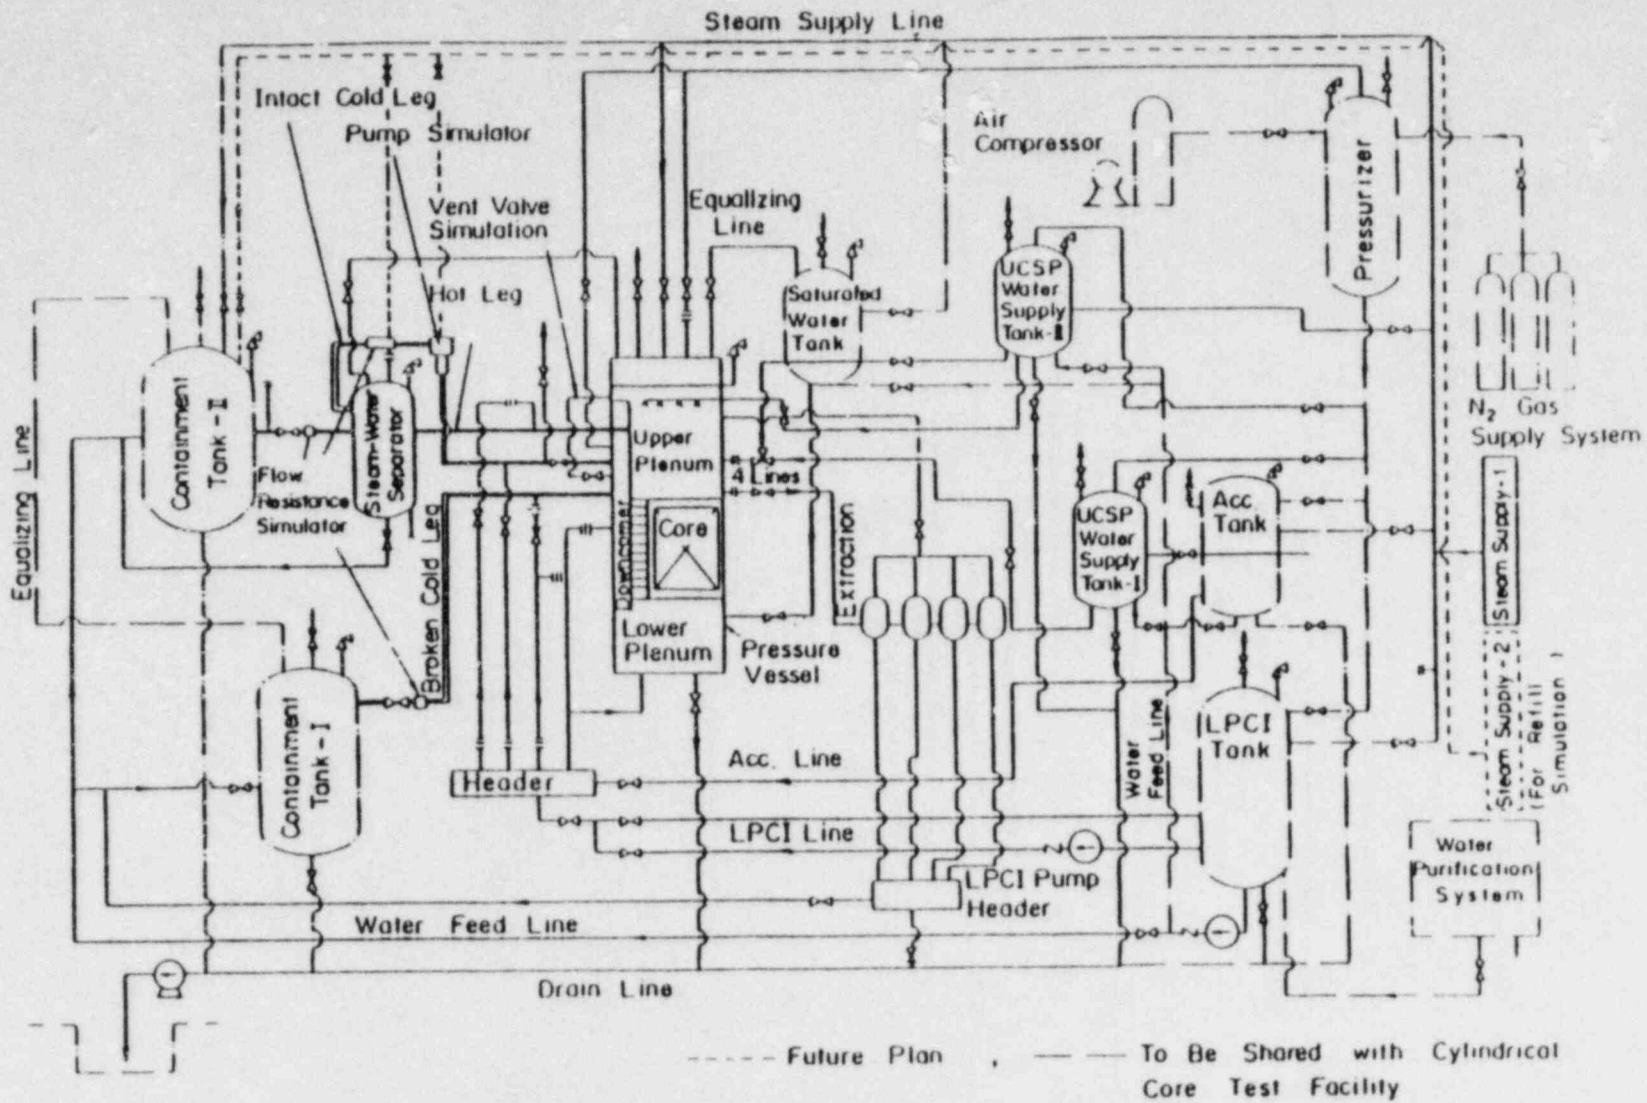 Steam Supply Line
Intact Cold Leg
Pump Simulator
Air
Compressor
Vent Valve
Simulation
Equalizing
Line
Pressurizer
Hot Leg
UCSP
Water
Supply
Tank-II
Saturated
Water
Tank
Containment
Tank-II
Steam-Water
Separator
N2 Gas
Supply System
Equalizing Line
Flow
Resistance
Simulator
Upper
Plenum
4 Lines
Core
Downcomer
Extraction
UCSP
Water
Supply
Tank-I
Acc
Tank
Steam Supply-1
Broken Cold Leg
Lower
Plenum
Pressure
Vessel
Containment
Tank-I
LPCI
Tank
Steam Supply-2
(For Refill
Simulation)
Header
Acc. Line
Water
Feed Line
LPCI Line
Water
Purification
System
LPCI Pump
Header
Water Feed Line
Drain Line
Future Plan ,
To Be Shared with Cylindrical
Core Test Facility